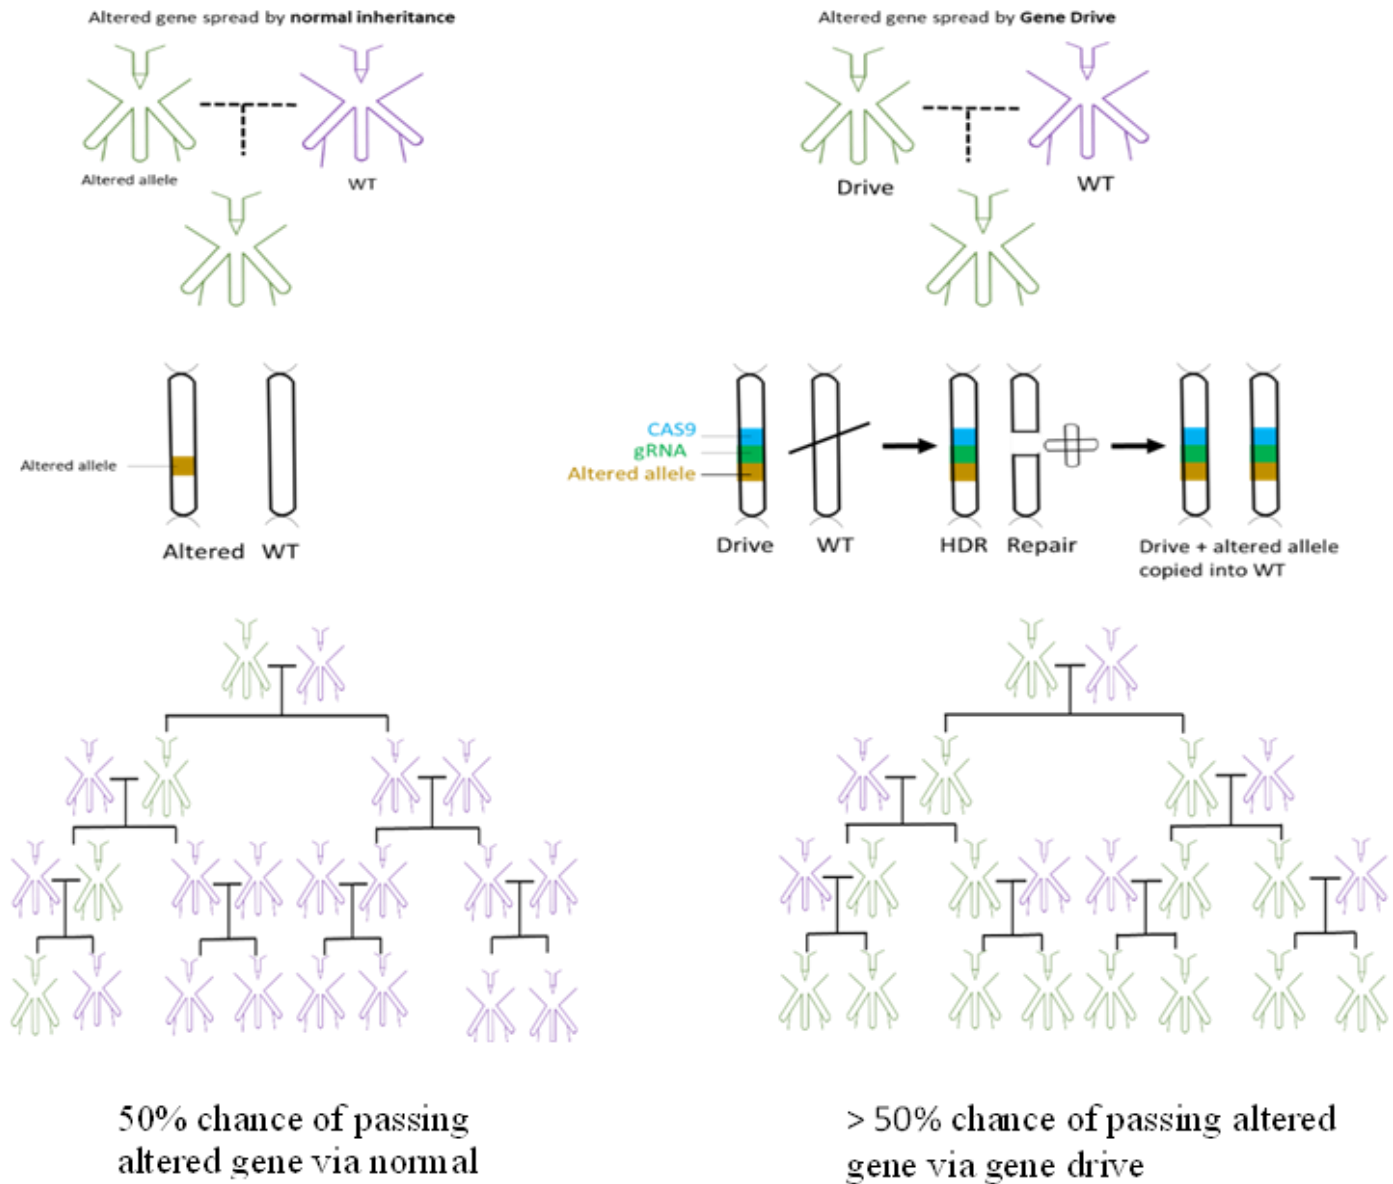 Altered gene spread by normal inheritance
Altered allele
WT
Altered allele
Altered WT
50% chance of passing
altered gene via normal
Altered gene spread by Gene Drive
Drive
WT
CAS9
gRNA
Altered allele
Drive
WT
HDR
Repair
Drive + altered allele
copied into WT
> 50% chance of passing altered
gene via gene drive